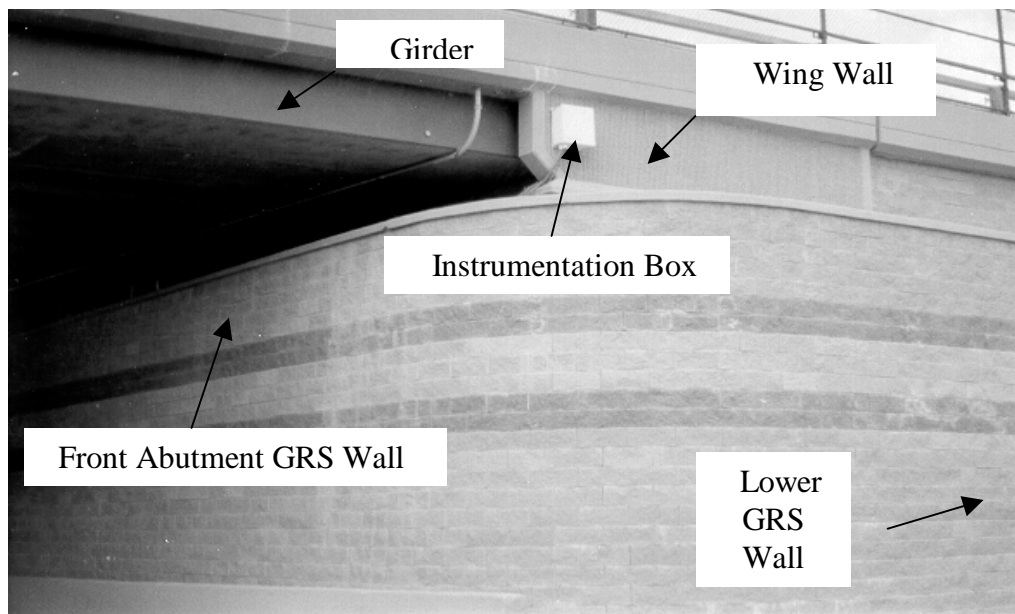 Girder
Wing Wall
Instrumentation Box
Front Abutment GRS Wall
Lower
GRS
Wall